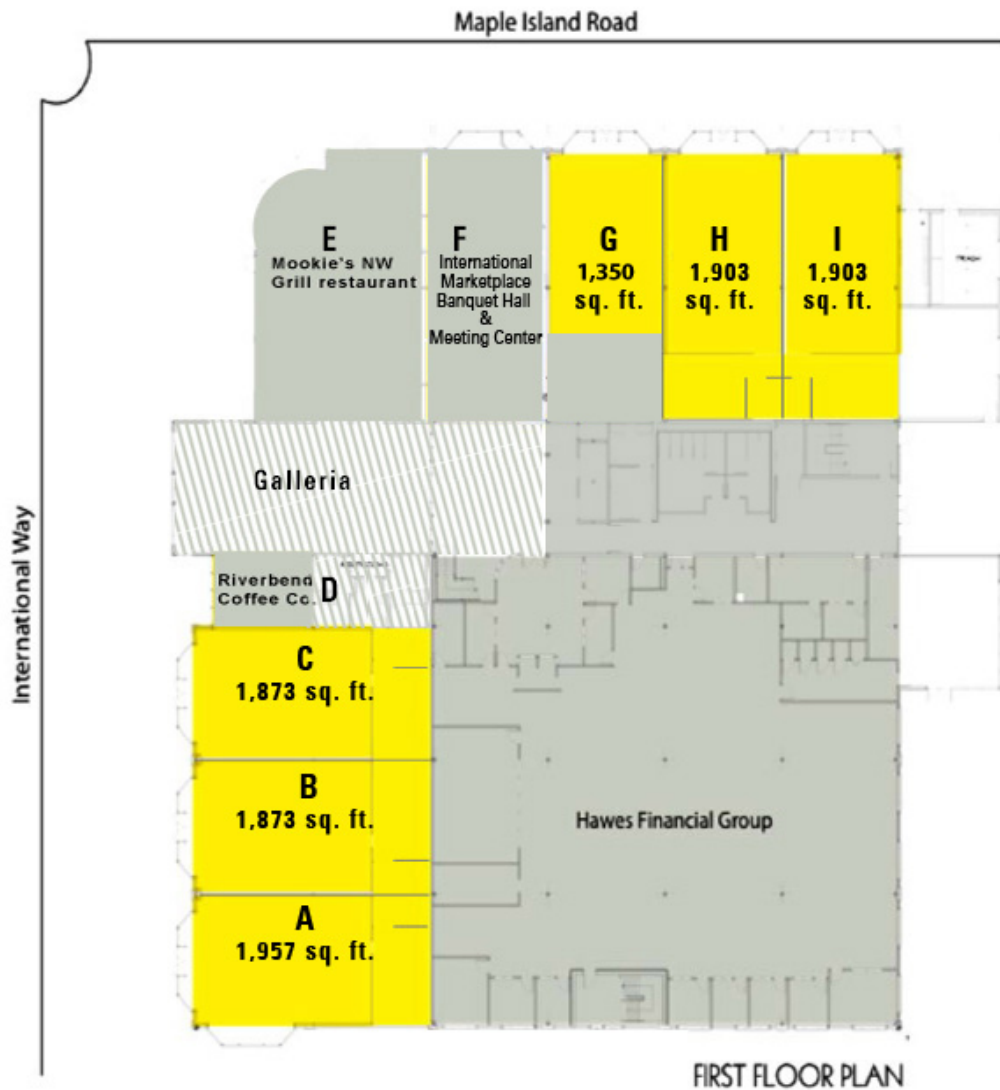 Maple Island Road
International Way
E
Mookie's NW
Grill restaurant
F
International
Marketplace
Banquet Hall
&
Meeting Center
G
1,350
sq. ft.
H
1,903
sq. ft.
I
1,903
sq. ft.
Galleria
Riverbend
Coffee Co.
D
C
1,873 sq. ft.
B
1,873 sq. ft.
A
1,957 sq. ft.
Hawes Financial Group
FIRST FLOOR PLAN